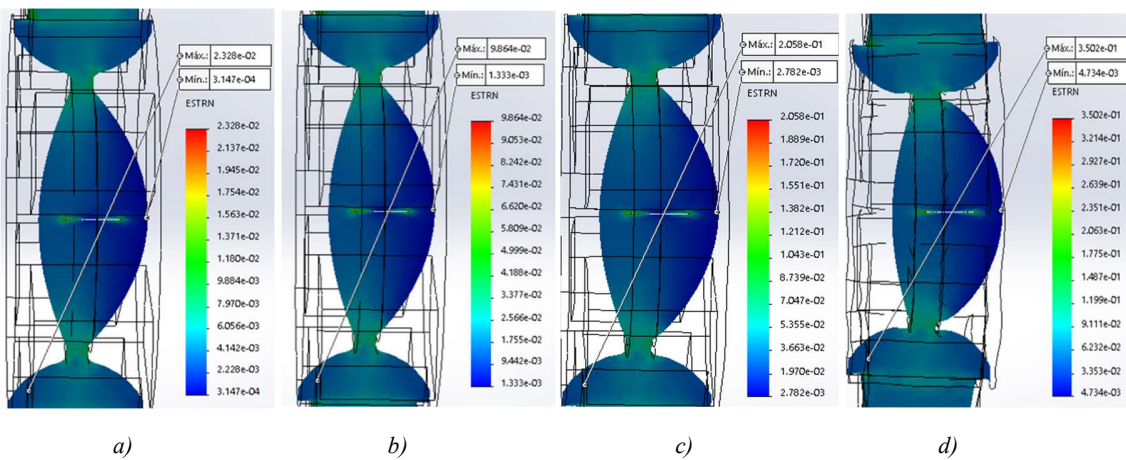 Máx.: 2.328e-02
Mín.: 3.147e-04
ESTRN
2.328e-02
2.137e-02
1.945e-02
1.754e-02
1.563e-02
1.371e-02
1.180e-02
9.884e-03
7.970e-03
6.056e-03
4.142e-03
2.228e-03
3.147e-04
a)
Máx.: 9.864e-02
Mín.: 1.333e-03
ESTRN
9.864e-02
9.053e-02
8.242e-02
7.431e-02
6.620e-02
5.809e-02
4.999e-02
4.188e-02
3.377e-02
2.566e-02
1.755e-02
9.442e-03
1.333e-03
b)
Máx.: 2.058e-01
Mín.: 2.782e-03
ESTRN
2.058e-01
1.889e-01
1.720e-01
1.551e-01
1.382e-01
1.212e-01
1.043e-01
8.739e-02
7.047e-02
5.355e-02
3.663e-02
1.970e-02
2.782e-03
c)
Máx.: 3.502e-01
Mín.: 4.734e-03
ESTRN
3.502e-01
3.214e-01
2.927e-01
2.639e-01
2.351e-01
2.063e-01
1.775e-01
1.487e-01
1.199e-01
9.111e-02
6.232e-02
3.353e-02
4.734e-03
d)